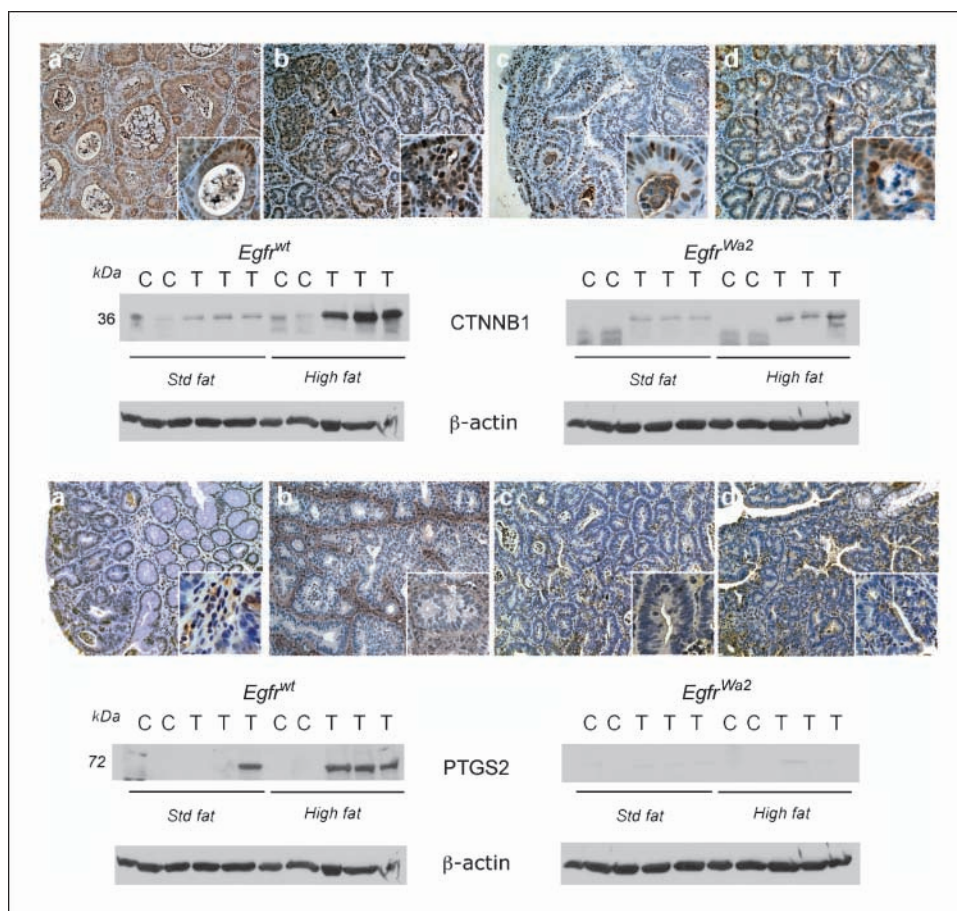 a b c d
Egfr^wt Egfr^Wa2
kDa C C T T T C C T T T C C T T T C C T T T
36 CTNNB1
Std fat High fat Std fat High fat
β-actin
a b c d
Egfr^wt Egfr^Wa2
kDa C C T T T C C T T T C C T T T C C T T T
72 PTGS2
Std fat High fat Std fat High fat
β-actin